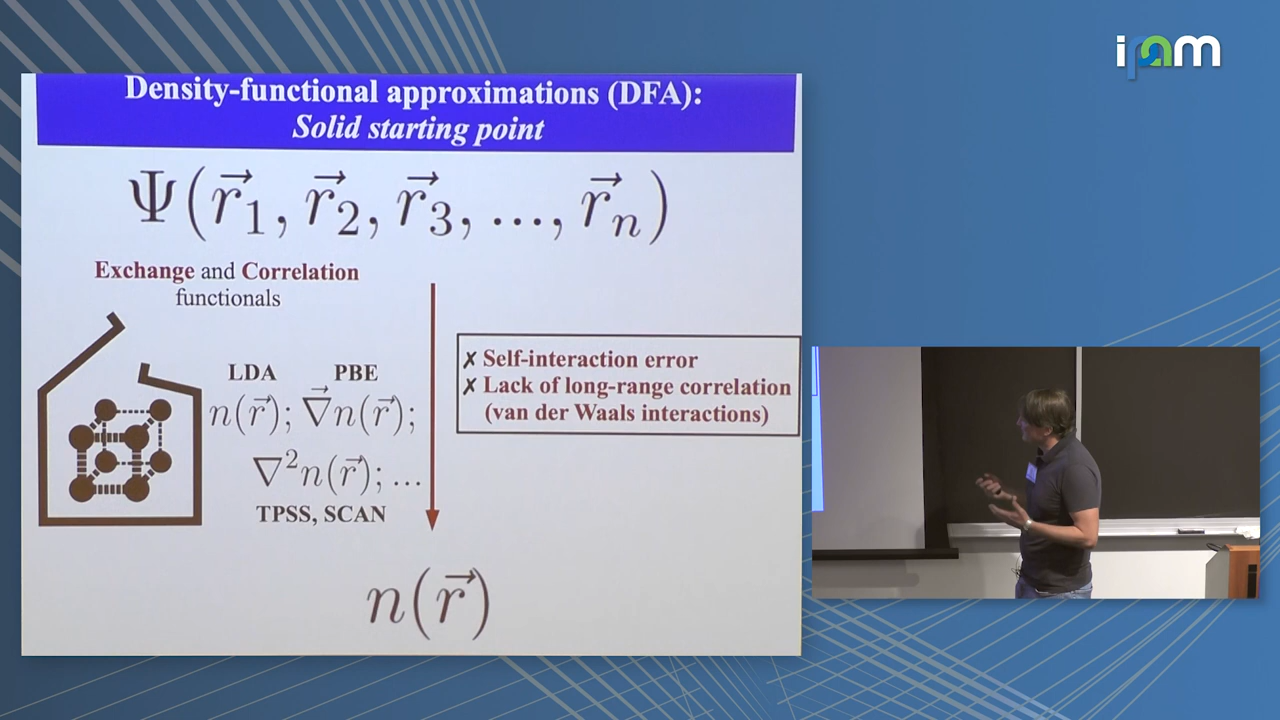 ipam
Density-functional approximations (DFA):
Solid starting point
Ψ(r⃗₁, r⃗₂, r⃗₃, ..., r⃗ₙ)
Exchange and Correlation
functionals
LDA PBE
n(r⃗); ∇⃗n(r⃗);
∇²n(r⃗); ...
TPSS, SCAN
✗ Self-interaction error
✗ Lack of long-range correlation
(van der Waals interactions)
n(r⃗)